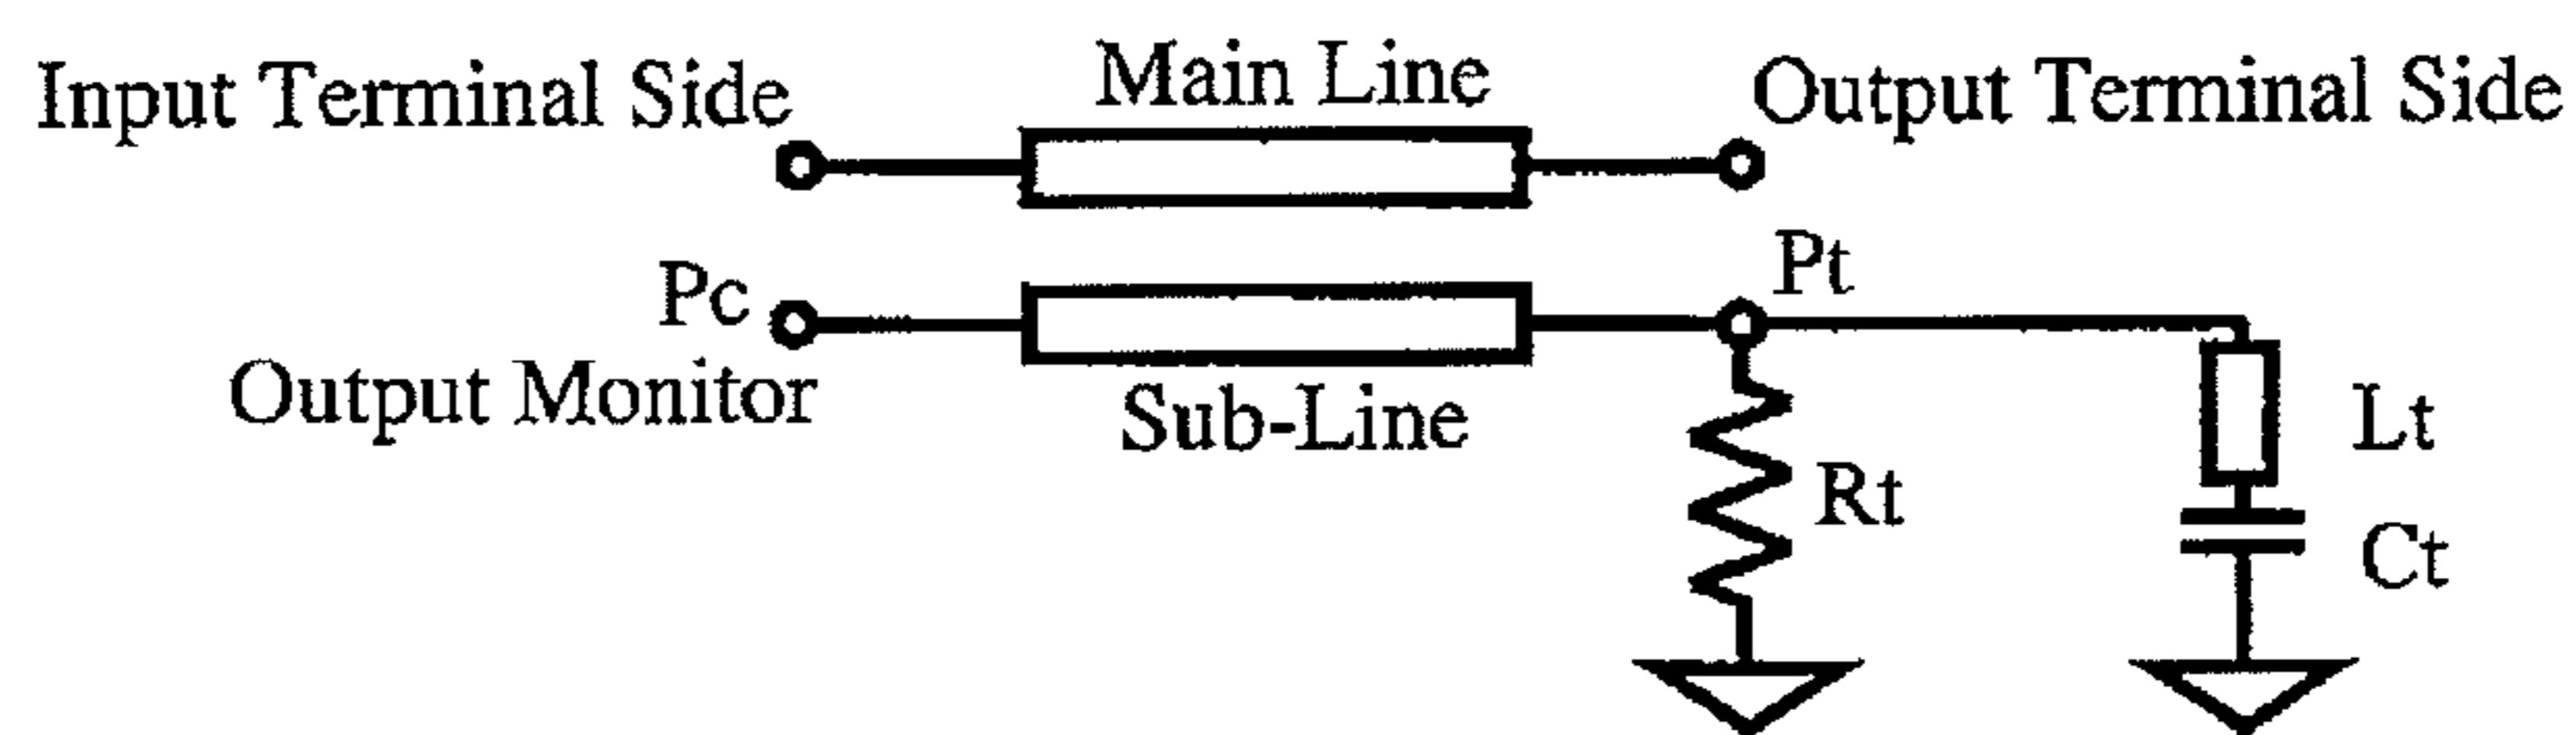 Input Terminal Side
Main Line
Output Terminal Side
Pc
Pt
Output Monitor
Sub-Line
Lt
Rt
Ct